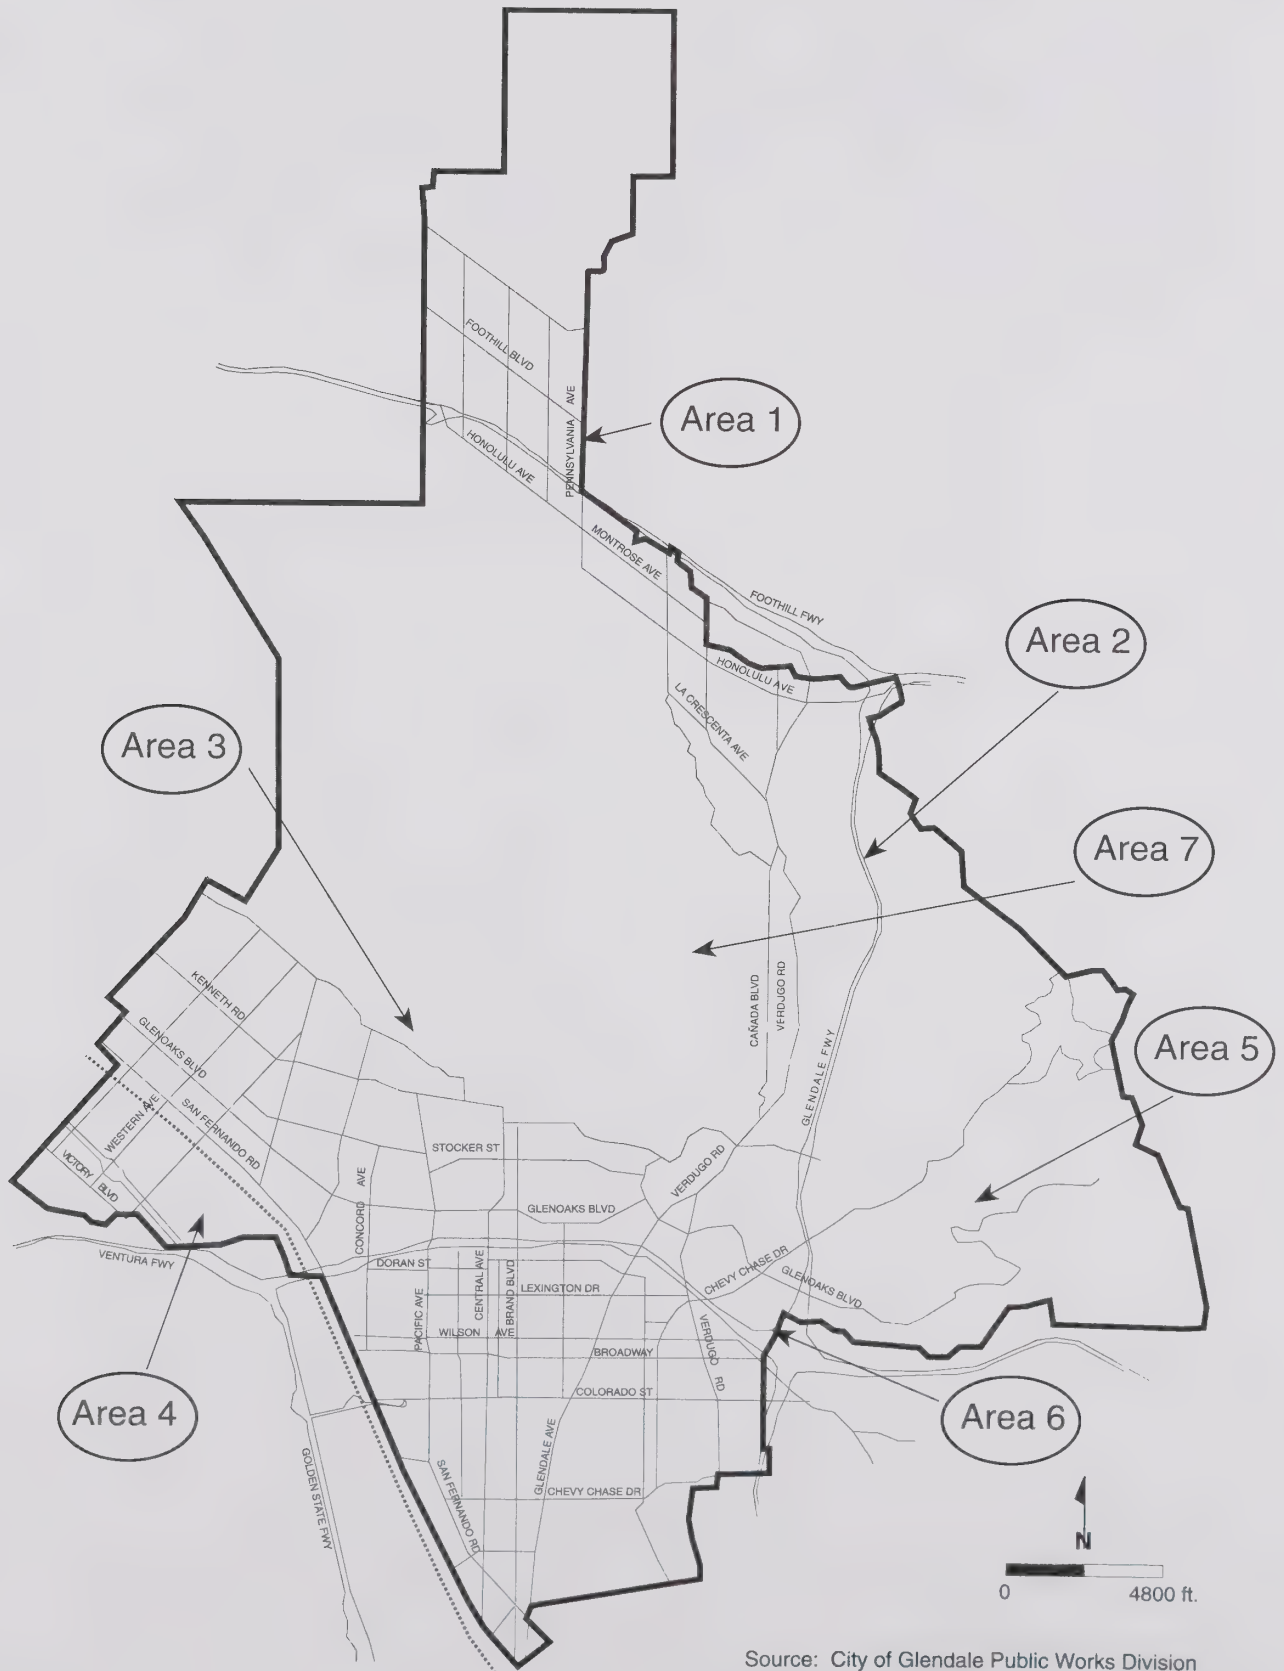 FOOTHILL BLVD
PENNSYLVANIA AVE
Area 1
HONOLULU AVE
MONTROSE AVE
FOOTHILL FWY
Area 2
HONOLULU AVE
LA CRESCENTA AVE
Area 3
Area 7
KENNETH RD
CAÑADA BLVD
VERDUGO RD
GLENOAKS BLVD
GLENDALE FWY
Area 5
WESTERN AVE
SAN FERNANDO RD
STOCKER ST
VERDUGO RD
VICTORY BLVD
CONCORD AVE
GLENOAKS BLVD
VENTURA FWY
DORAN ST
CENTRAL AVE
BRAND BLVD
CHEVY CHASE DR
GLENOAKS BLVD
LEXINGTON DR
PACIFIC AVE
WILSON AVE
VERDUGO RD
BROADWAY
COLORADO ST
Area 4
Area 6
GLENDALE AVE
GOLDEN STATE FWY
SAN FERNANDO RD
CHEVY CHASE DR
N
0 4800 ft.
Source: City of Glendale Public Works Division